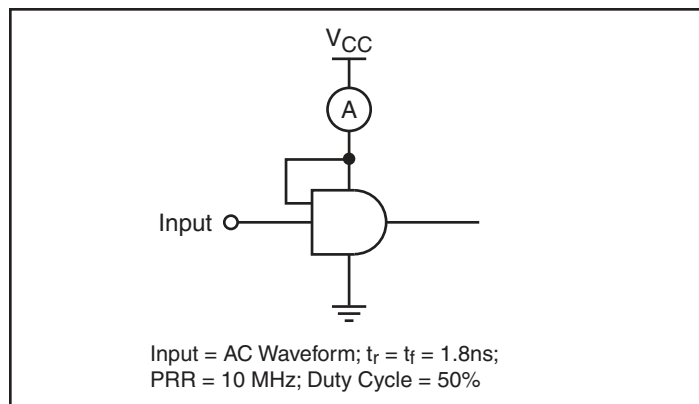 VCC
A
Input
Input = AC Waveform; tr = tf = 1.8ns;
PRR = 10 MHz; Duty Cycle = 50%